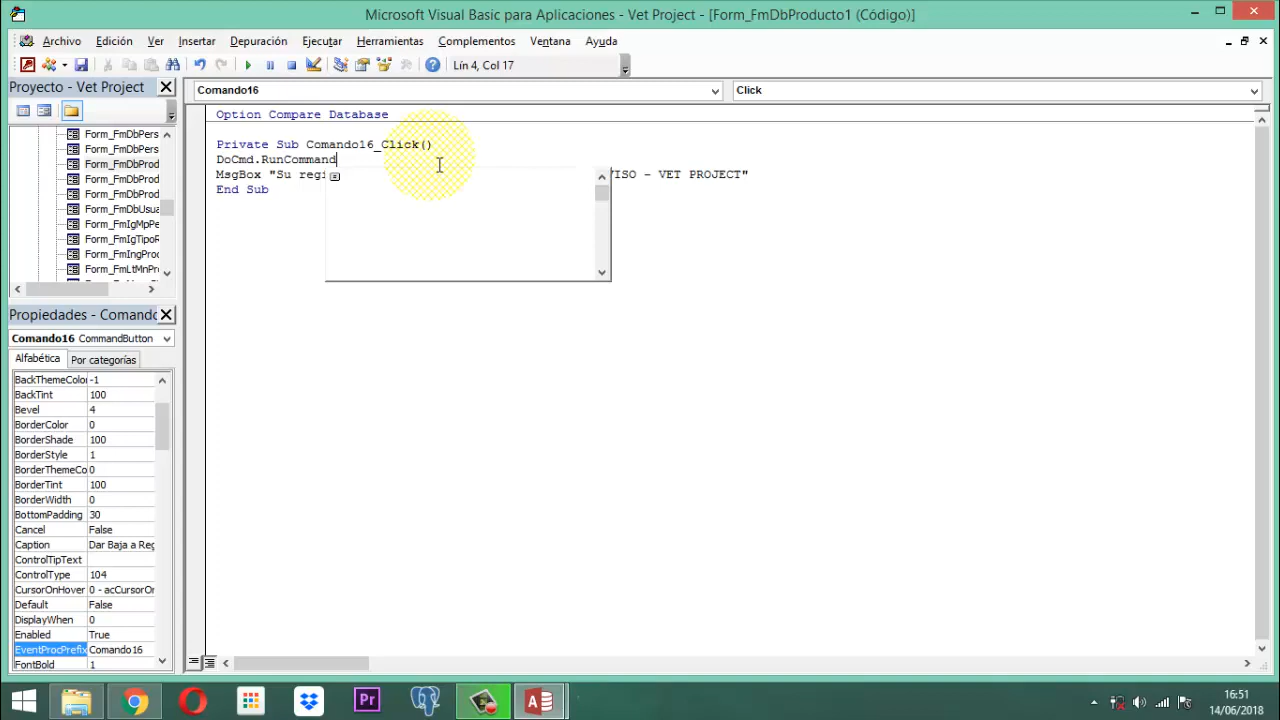 Microsoft Visual Basic para Aplicaciones - Vet Project - [Form_FmDbProducto1 (Código)]
Archivo Edición Ver Insertar Depuración Ejecutar Herramientas Complementos Ventana Ayuda
Lín 4, Col 17
Proyecto - Vet Project
Form_FmDbPers
Form_FmDbPers
Form_FmDbProd
Form_FmDbProd
Form_FmDbProd
Form_FmDbUsua
Form_FmIgMpPe
Form_FmIgTipoR
Form_FmIngProc
Form_FmLtMnPr
Propiedades - Comando
Comando16 CommandButton
Alfabética Por categorías
BackThemeColor -1
BackTint 100
Bevel 4
BorderColor 0
BorderShade 100
BorderStyle 1
BorderThemeCo 0
BorderTint 100
BorderWidth 0
BottomPadding 30
Cancel False
Caption Dar Baja a Reg
ControlTipText
ControlType 104
CursorOnHover 0 - acCursorOn
Default False
DisplayWhen 0
Enabled True
EventProcPrefix Comando16
FontBold 1
Comando16 Click
Option Compare Database
Private Sub Comando16_Click()
DoCmd.RunCommand
MsgBox "Su regi VISO - VET PROJECT"
End Sub
Pr
16:51
14/06/2018